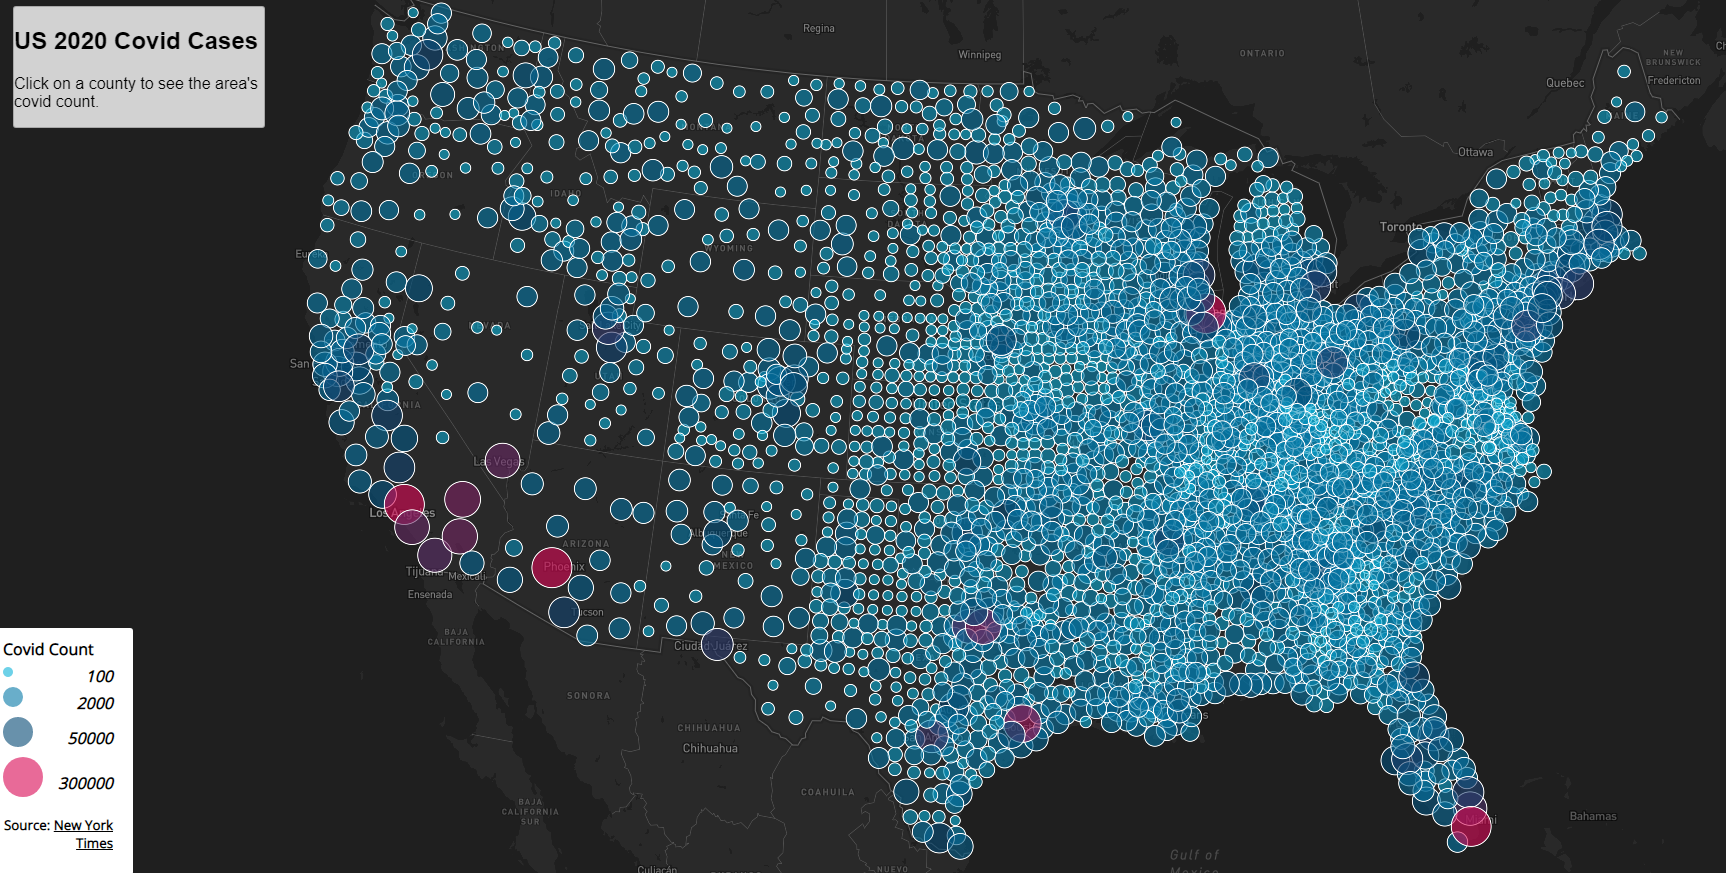 US 2020 Covid Cases
Click on a county to see the area's
covid count.
Regina
Winnipeg
ONTARIO
Quebec
NEW
BRUNSWICK
Fredericton
Ottawa
Toronto
IDAHO
WYOMING
San
Las Vegas
Los Angeles
Tijuana
Mexicali
Ensenada
ARIZONA
Phoenix
Tucson
Santa Fe
Albuquerque
NEW
MEXICO
Ciudad Juárez
BAJA
CALIFORNIA
SONORA
CHIHUAHUA
Chihuahua
COAHUILA
BAJA
CALIFORNIA
SUR
Culiacán
NUEVO
Miami
Bahamas
Gulf of
Mexico
Covid Count
100
2000
50000
300000
Source: New York
Times